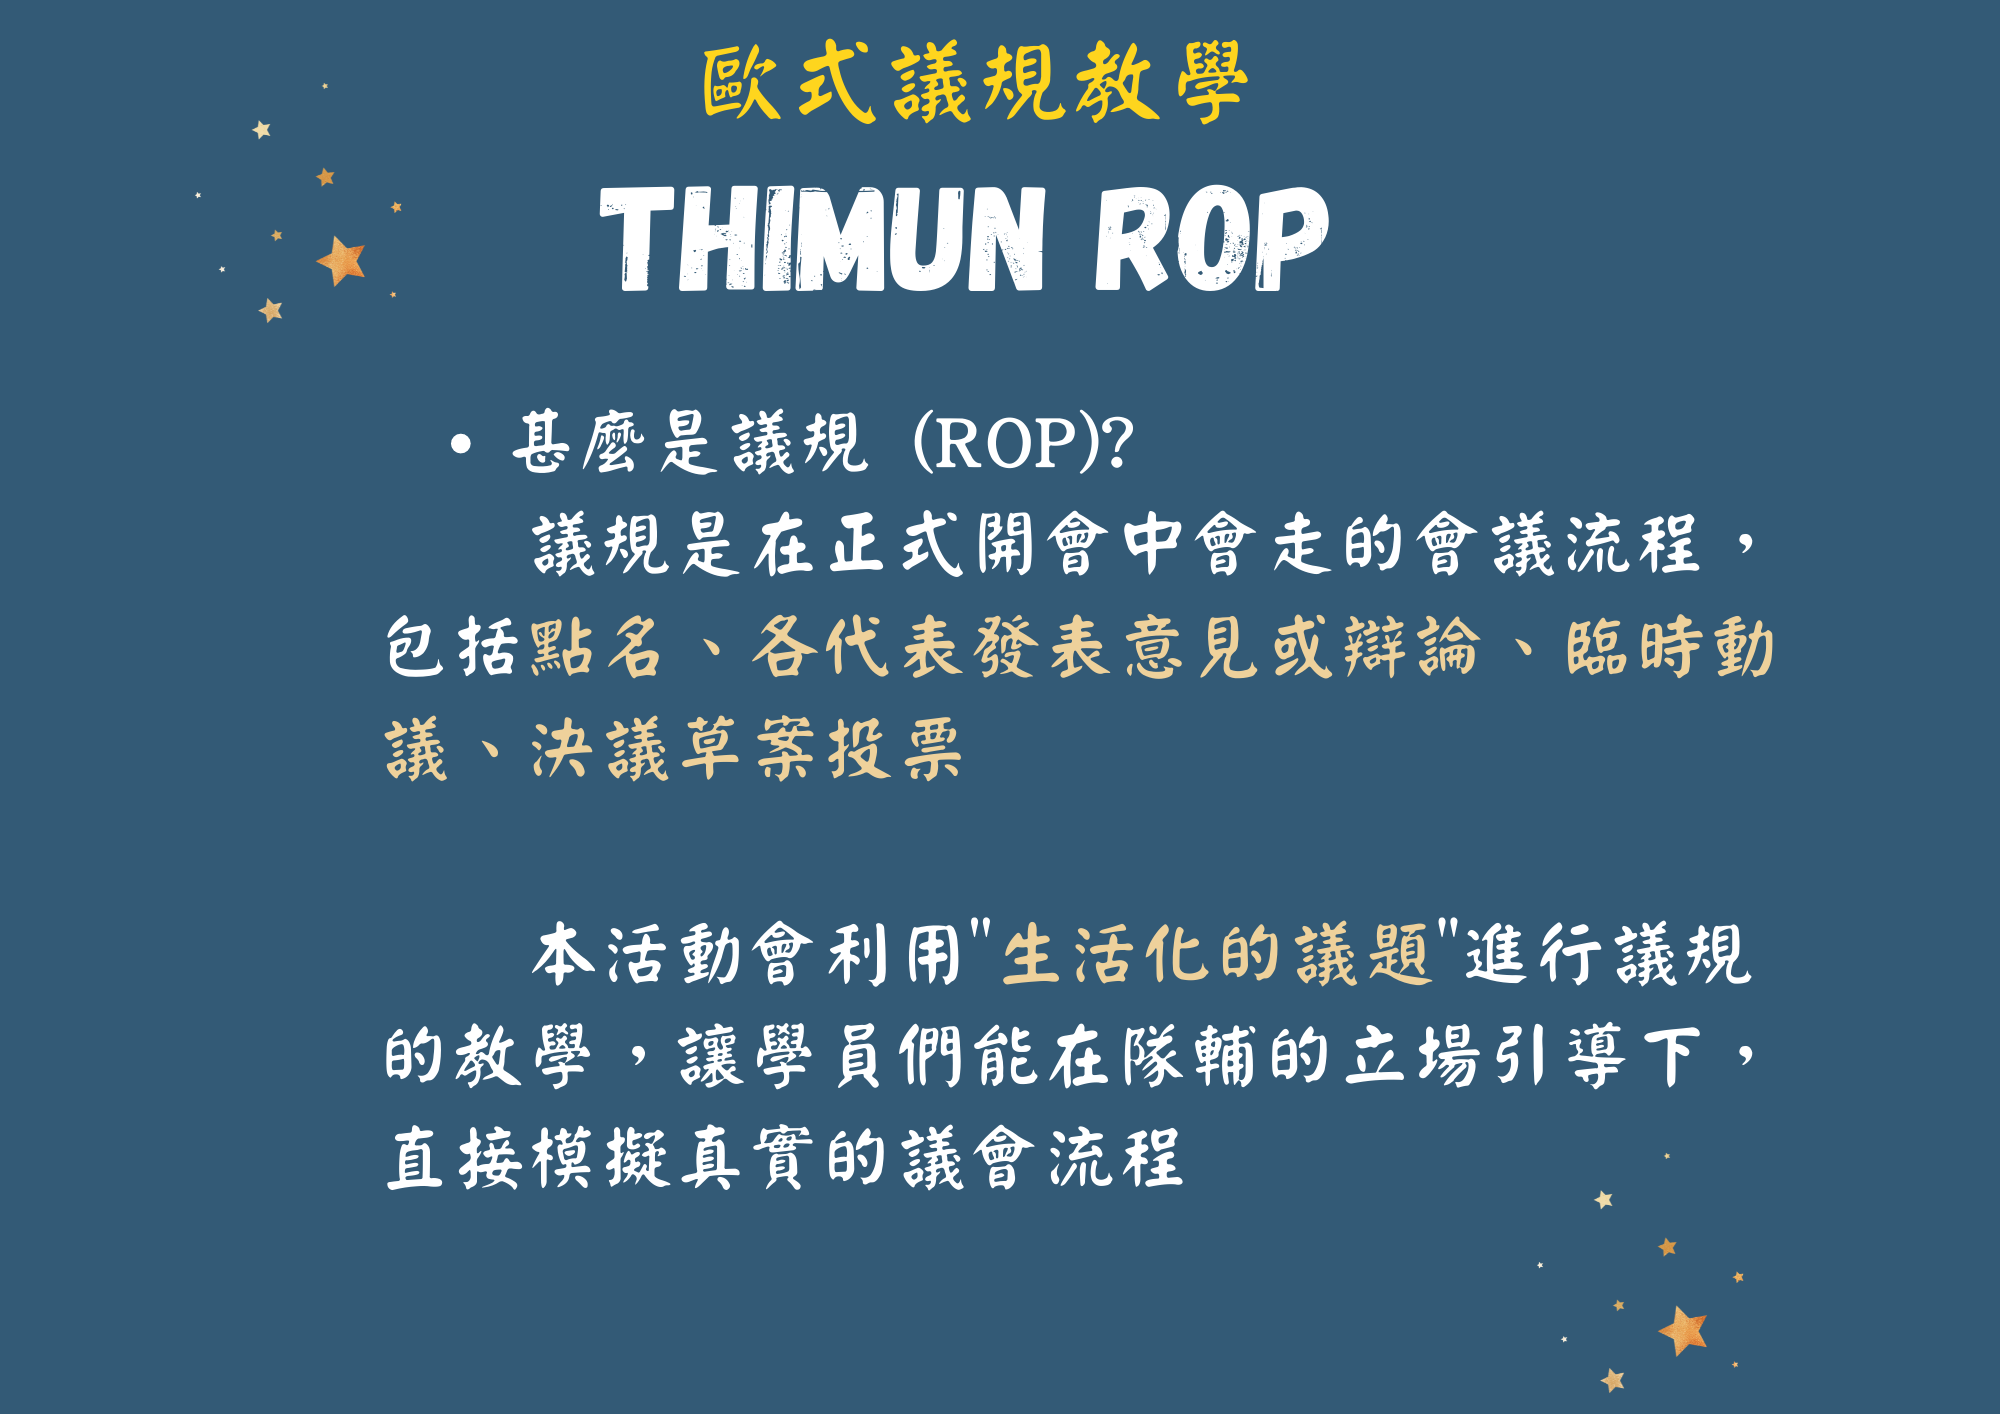 歐式議規教學
THIMUN ROP
• 甚麼是議規 (ROP)?
議規是在正式開會中會走的會議流程，
包括點名、各代表發表意見或辯論、臨時動
議、決議草案投票
本活動會利用"生活化的議題"進行議規
的教學，讓學員們能在隊輔的立場引導下，
直接模擬真實的議會流程